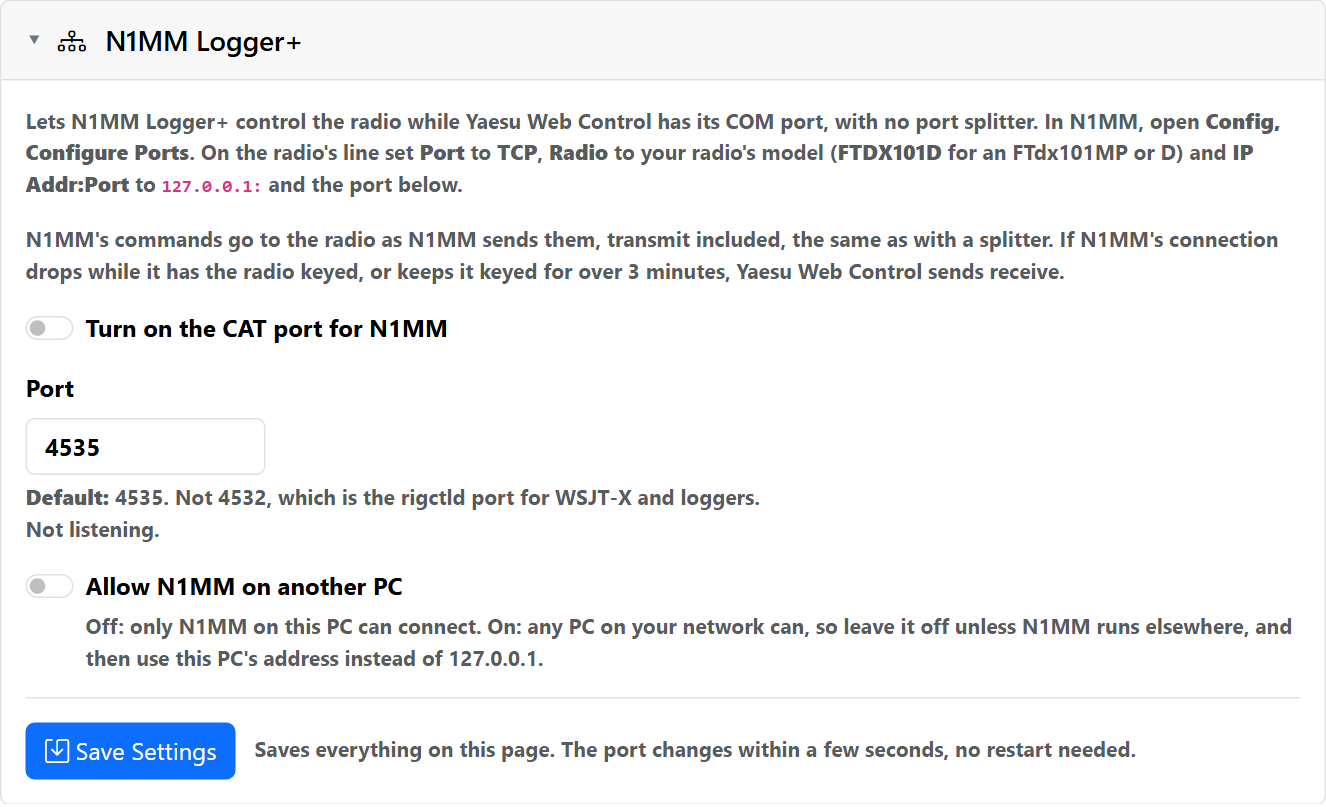 N1MM Logger+
Lets N1MM Logger+ control the radio while Yaesu Web Control has its COM port, with no port splitter. In N1MM, open Config,
Configure Ports. On the radio's line set Port to TCP, Radio to your radio's model (FTDX101D for an FTdx101MP or D) and IP
Addr:Port to 127.0.0.1: and the port below.
N1MM's commands go to the radio as N1MM sends them, transmit included, the same as with a splitter. If N1MM's connection
drops while it has the radio keyed, or keeps it keyed for over 3 minutes, Yaesu Web Control sends receive.
Turn on the CAT port for N1MM
Port
4535
Default: 4535. Not 4532, which is the rigctld port for WSJT-X and loggers.
Not listening.
Allow N1MM on another PC
Off: only N1MM on this PC can connect. On: any PC on your network can, so leave it off unless N1MM runs elsewhere, and
then use this PC's address instead of 127.0.0.1.
Save Settings
Saves everything on this page. The port changes within a few seconds, no restart needed.